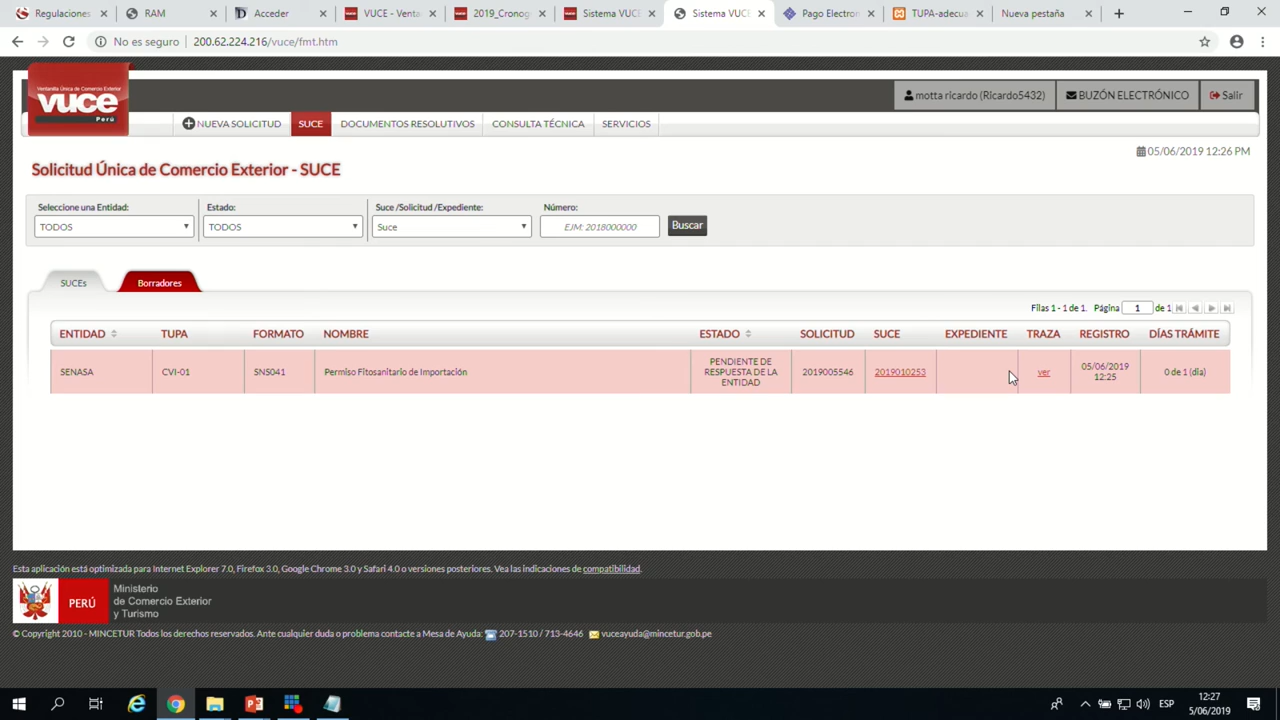 Regulaciones
RAM
Acceder
VUCE - Venta
2019_Cronog
Sistema VUC
Sistema VUCE
Pago Electron
TUPA-adecua
Nueva pestaña
No es seguro 200.62.224.216/vuce/fmt.htm
Ventanilla Única de Comercio Exterior
vuce
Perú
motta ricardo (Ricardo5432)
BUZÓN ELECTRÓNICO
Salir
NUEVA SOLICITUD
SUCE
DOCUMENTOS RESOLUTIVOS
CONSULTA TÉCNICA
SERVICIOS
05/06/2019 12:26 PM
Solicitud Única de Comercio Exterior - SUCE
Seleccione una Entidad:
Estado:
Suce /Solicitud /Expediente:
Número:
TODOS
TODOS
Suce
EJM: 2018000000
Buscar
SUCEs
Borradores
Filas 1 - 1 de 1. Página 1 de 1
ENTIDAD TUPA FORMATO NOMBRE ESTADO SOLICITUD SUCE EXPEDIENTE TRAZA REGISTRO DÍAS TRÁMITE
SENASA CVI-01 SNS041 Permiso Fitosanitario de Importación
PENDIENTE DE
RESPUESTA DE LA
ENTIDAD
2019005546 2019010253 ver
05/06/2019
12:25
0 de 1 (dia)
Esta aplicación está optimizada para Internet Explorer 7.0, Firefox 3.0, Google Chrome 3.0 y Safari 4.0 o versiones posteriores. Vea las indicaciones de compatibilidad.
PERÚ
Ministerio
de Comercio Exterior
y Turismo
© Copyright 2010 - MINCETUR Todos los derechos reservados. Ante cualquier duda o problema contacte a Mesa de Ayuda: 207-1510 / 713-4646 vuceayuda@mincetur.gob.pe
ESP
12:27
5/06/2019